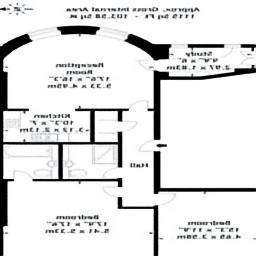 Approx. Gross Internal Area
1115 Sq Ft - 103.58 Sq M
Study
9'9 x 6'
2.97 x 1.83m
Reception
Room
17'6 x 16'3
5.33 x 4.95m
Kitchen
10'3 x 7'
3.12 x 2.13m
Hall
Bedroom
17'9 x 17'6
5.41 x 5.33m
Bedroom
15'3 x 11'9
4.65 x 3.58m